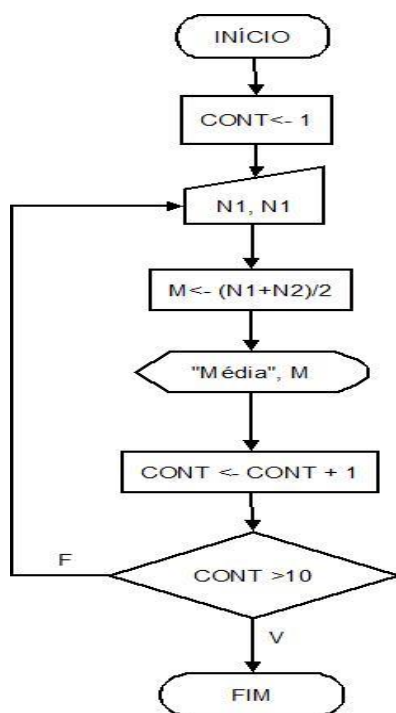 INÍCIO
CONT<- 1
N1, N1
M<- (N1+N2)/2
"Média", M
CONT <- CONT + 1
F
CONT >10
V
FIM